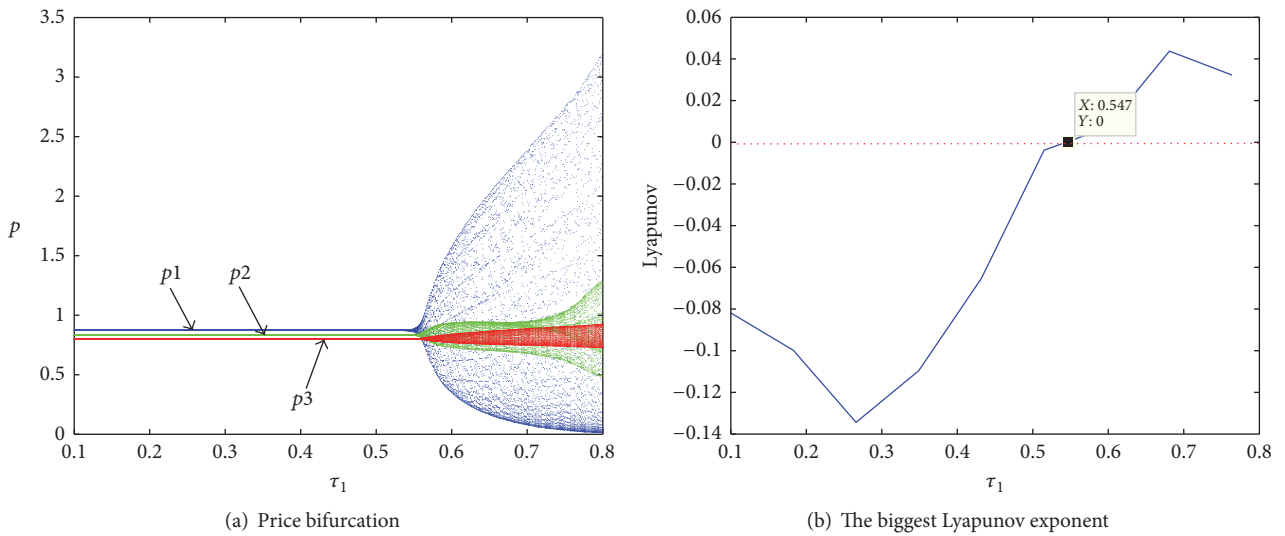 3.5
3
2.5
2
1.5
1
0.5
0
p
p1
p2
p3
0.1 0.2 0.3 0.4 0.5 0.6 0.7 0.8
τ1
(a) Price bifurcation
0.06
0.04
0.02
0
−0.02
−0.04
−0.06
−0.08
−0.1
−0.12
−0.14
Lyapunov
X: 0.547
Y: 0
0.1 0.2 0.3 0.4 0.5 0.6 0.7 0.8
τ1
(b) The biggest Lyapunov exponent